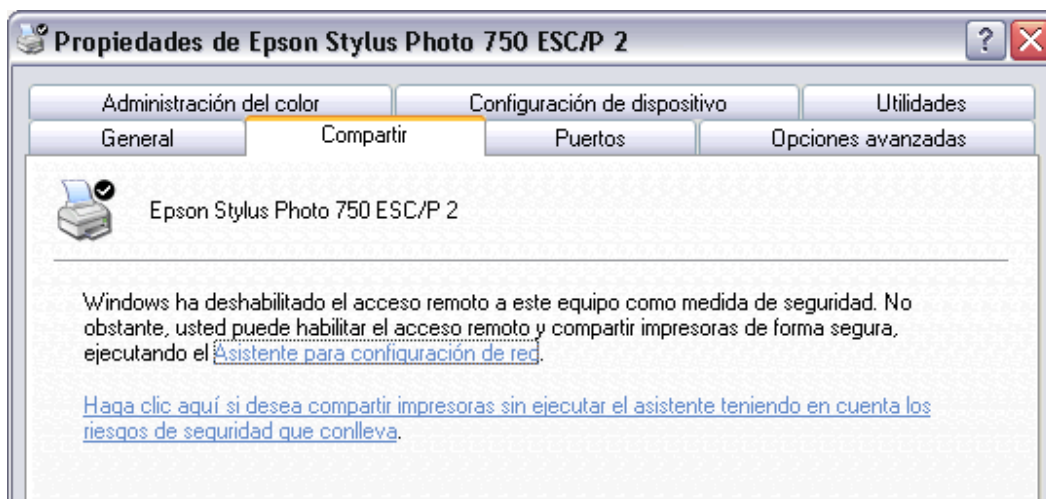 Propiedades de Epson Stylus Photo 750 ESC/P 2
Administración del color Configuración de dispositivo Utilidades
General Compartir Puertos Opciones avanzadas
Epson Stylus Photo 750 ESC/P 2
Windows ha deshabilitado el acceso remoto a este equipo como medida de seguridad. No
obstante, usted puede habilitar el acceso remoto y compartir impresoras de forma segura,
ejecutando el Asistente para configuración de red.
Haga clic aquí si desea compartir impresoras sin ejecutar el asistente teniendo en cuenta los
riesgos de seguridad que conlleva.